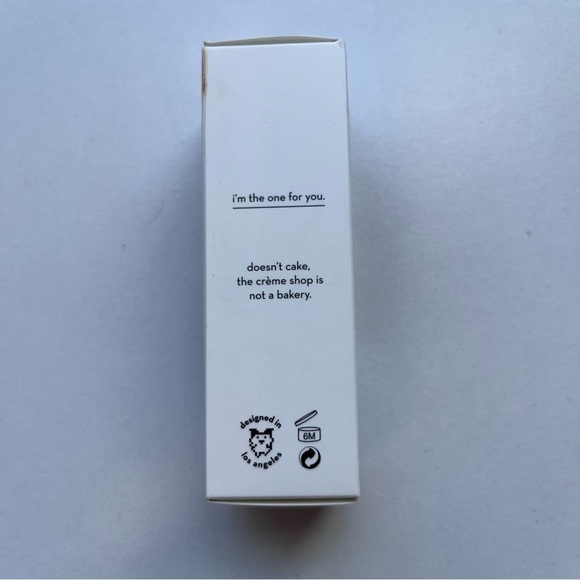 i'm the one for you.
doesn't cake,
the crème shop is
not a bakery.
designed in
los angeles
6M